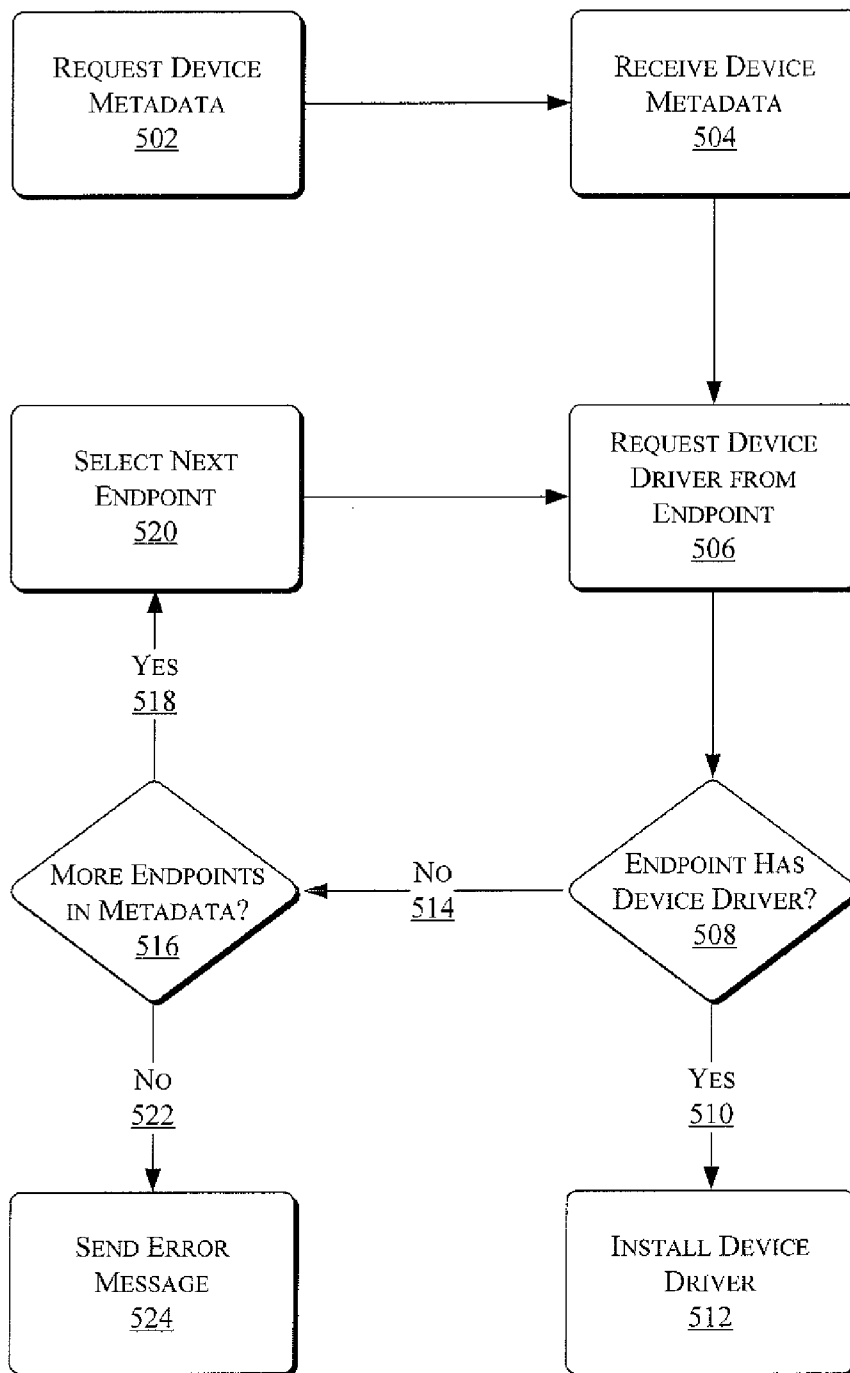 REQUEST DEVICE
METADATA
502
RECEIVE DEVICE
METADATA
504
SELECT NEXT
ENDPOINT
520
REQUEST DEVICE
DRIVER FROM
ENDPOINT
506
YES
518
MORE ENDPOINTS
IN METADATA?
516
NO
514
ENDPOINT HAS
DEVICE DRIVER?
508
NO
522
YES
510
SEND ERROR
MESSAGE
524
INSTALL DEVICE
DRIVER
512